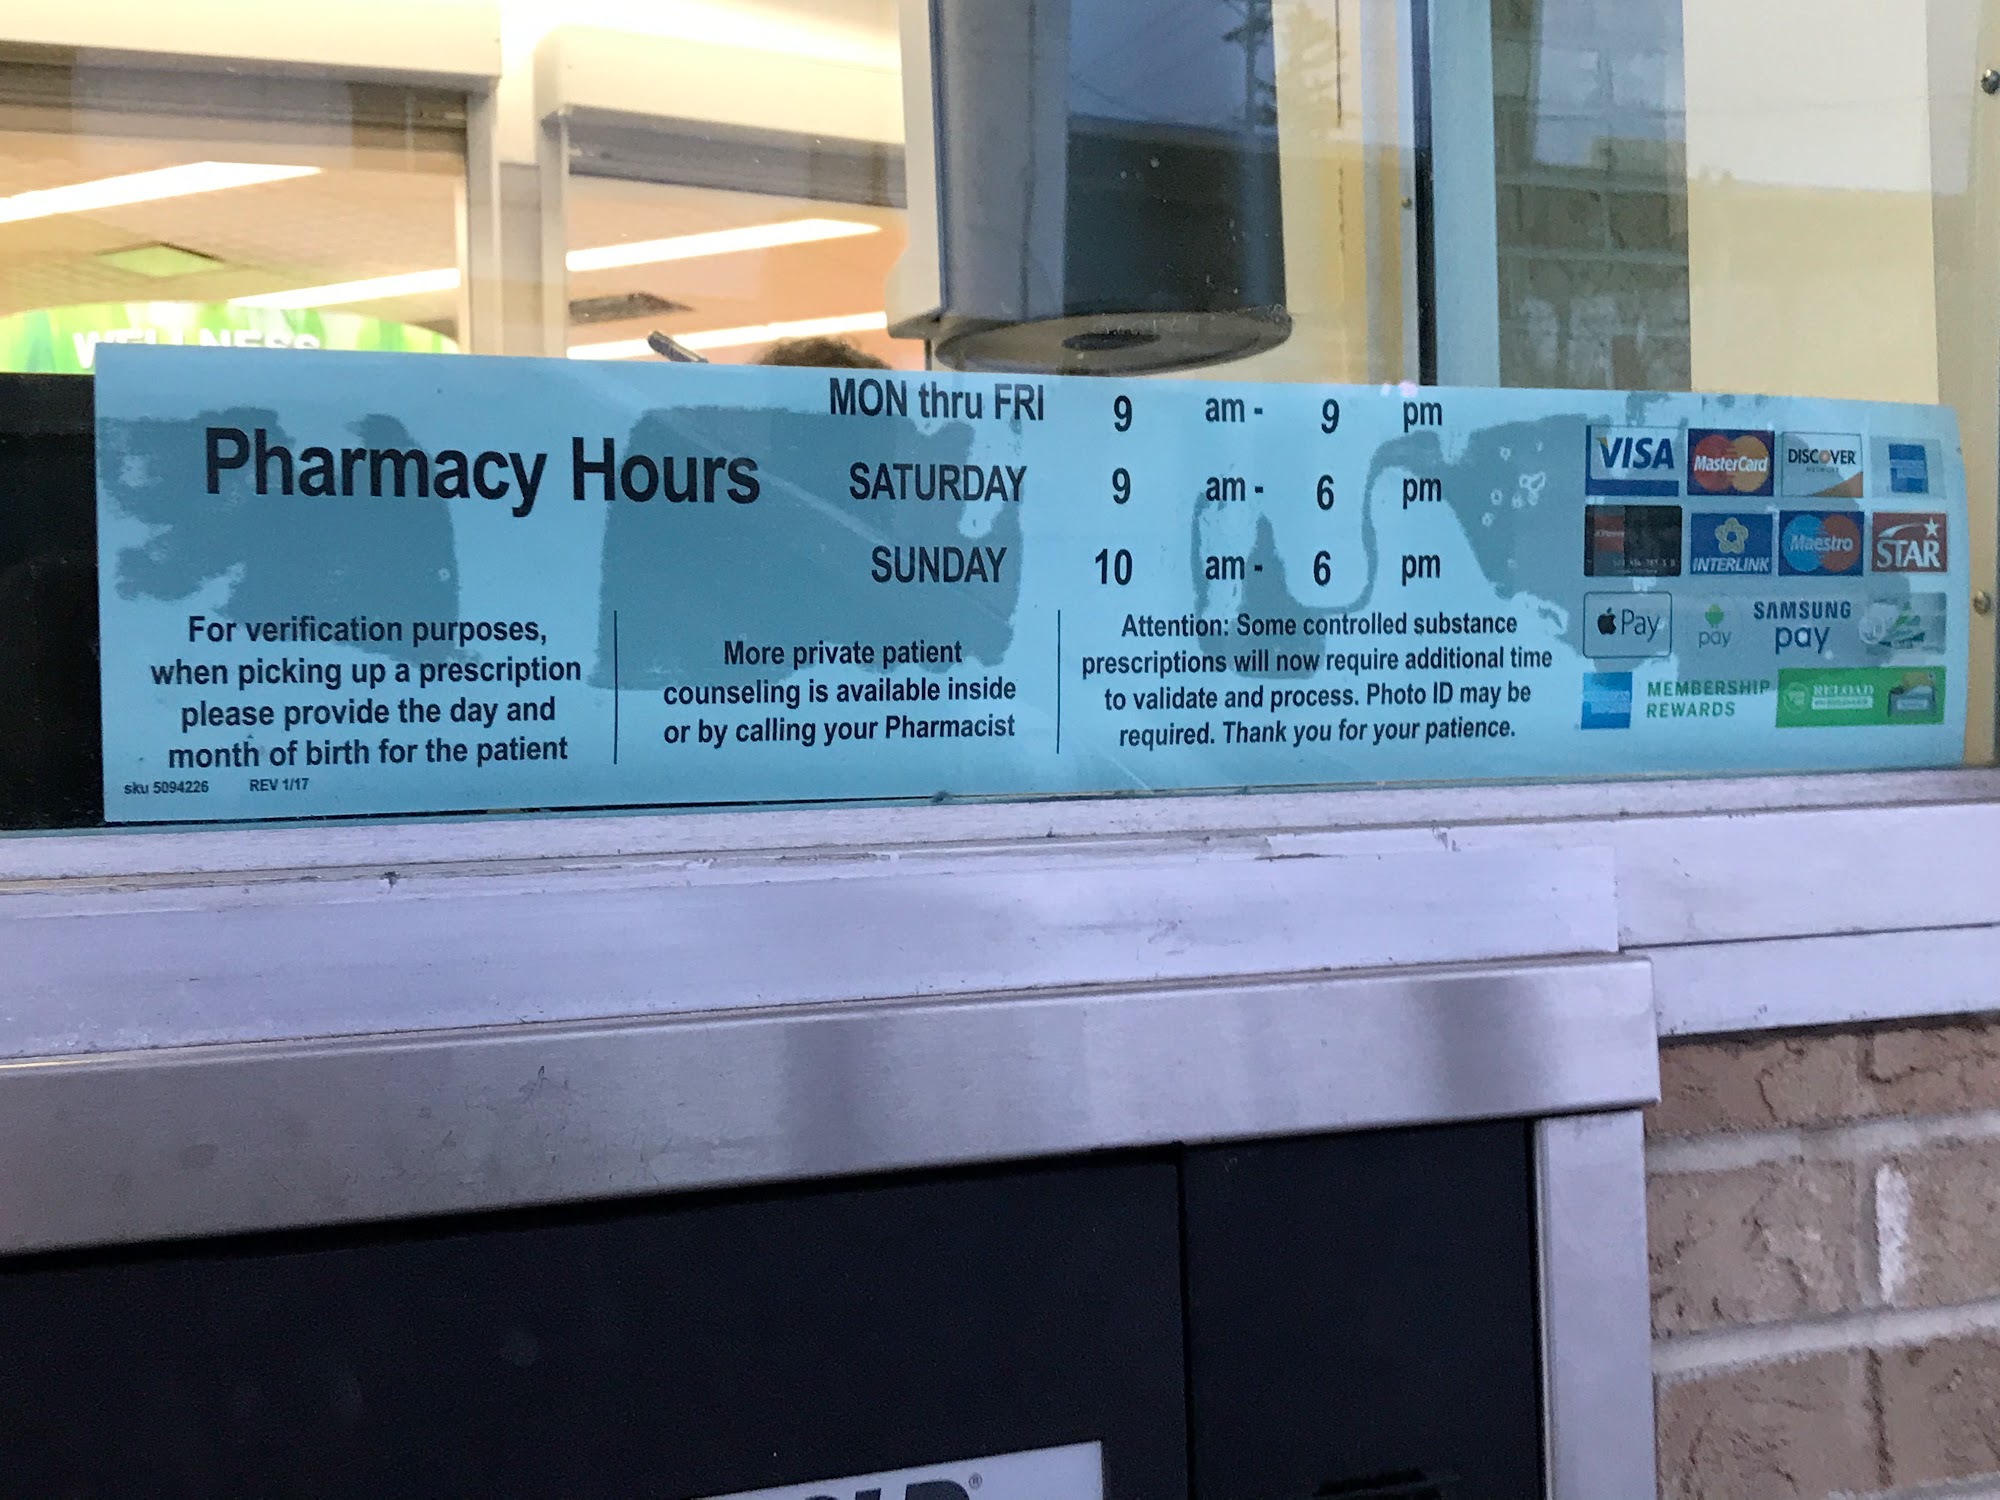 WELLNESS
Pharmacy Hours
MON thru FRI 9 am - 9 pm
SATURDAY 9 am - 6 pm
SUNDAY 10 am - 6 pm
For verification purposes,
when picking up a prescription
please provide the day and
month of birth for the patient
sku 5094226 REV 1/17
More private patient
counseling is available inside
or by calling your Pharmacist
Attention: Some controlled substance
prescriptions will now require additional time
to validate and process. Photo ID may be
required. Thank you for your patience.
VISA MasterCard DISCOVER
NETWORK
INTERLINK Maestro STAR
Pay pay SAMSUNG
pay
MEMBERSHIP
REWARDS
RELOAD